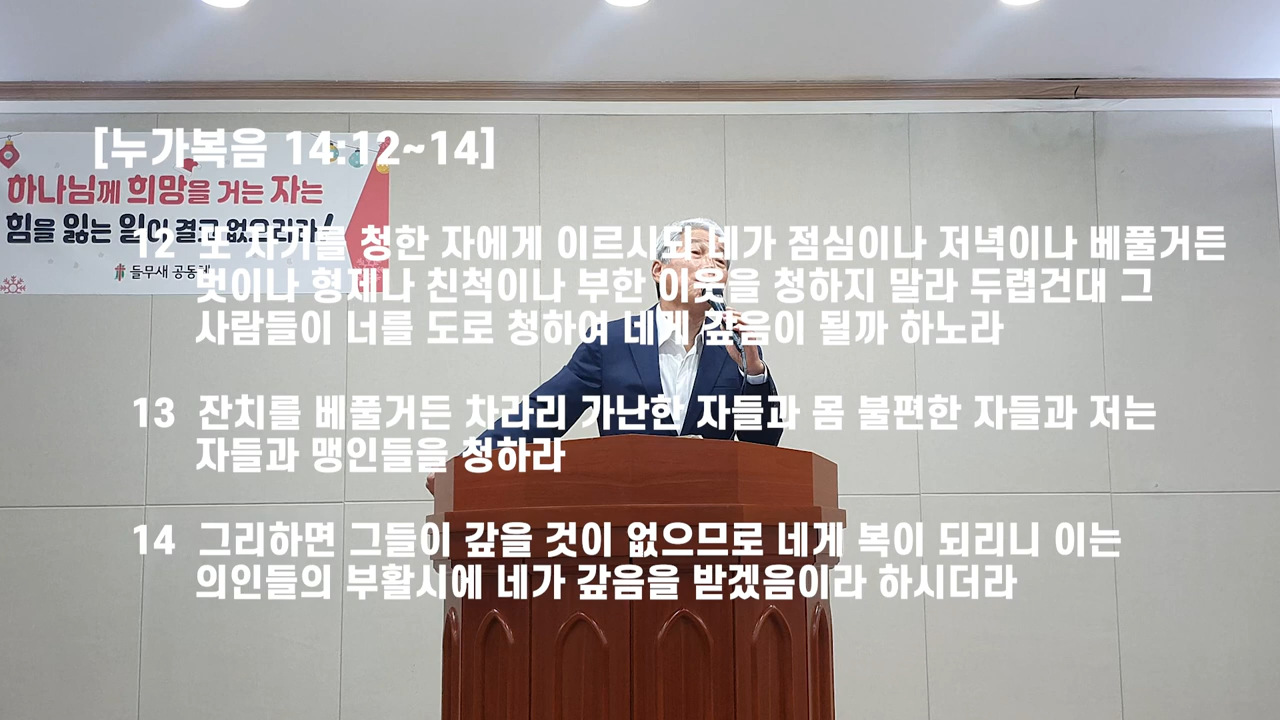 [누가복음 14:12~14]
하나님께 희망을 거는 자는
힘을 잃는 일이 결코 없으리라!
들무새 공동체
12 또 자기를 청한 자에게 이르시되 네가 점심이나 저녁이나 베풀거든
벗이나 형제나 친척이나 부한 이웃을 청하지 말라 두렵건대 그
사람들이 너를 도로 청하여 네게 갚음이 될까 하노라
13 잔치를 베풀거든 차라리 가난한 자들과 몸 불편한 자들과 저는
자들과 맹인들을 청하라
14 그리하면 그들이 갚을 것이 없으므로 네게 복이 되리니 이는
의인들의 부활시에 네가 갚음을 받겠음이라 하시더라